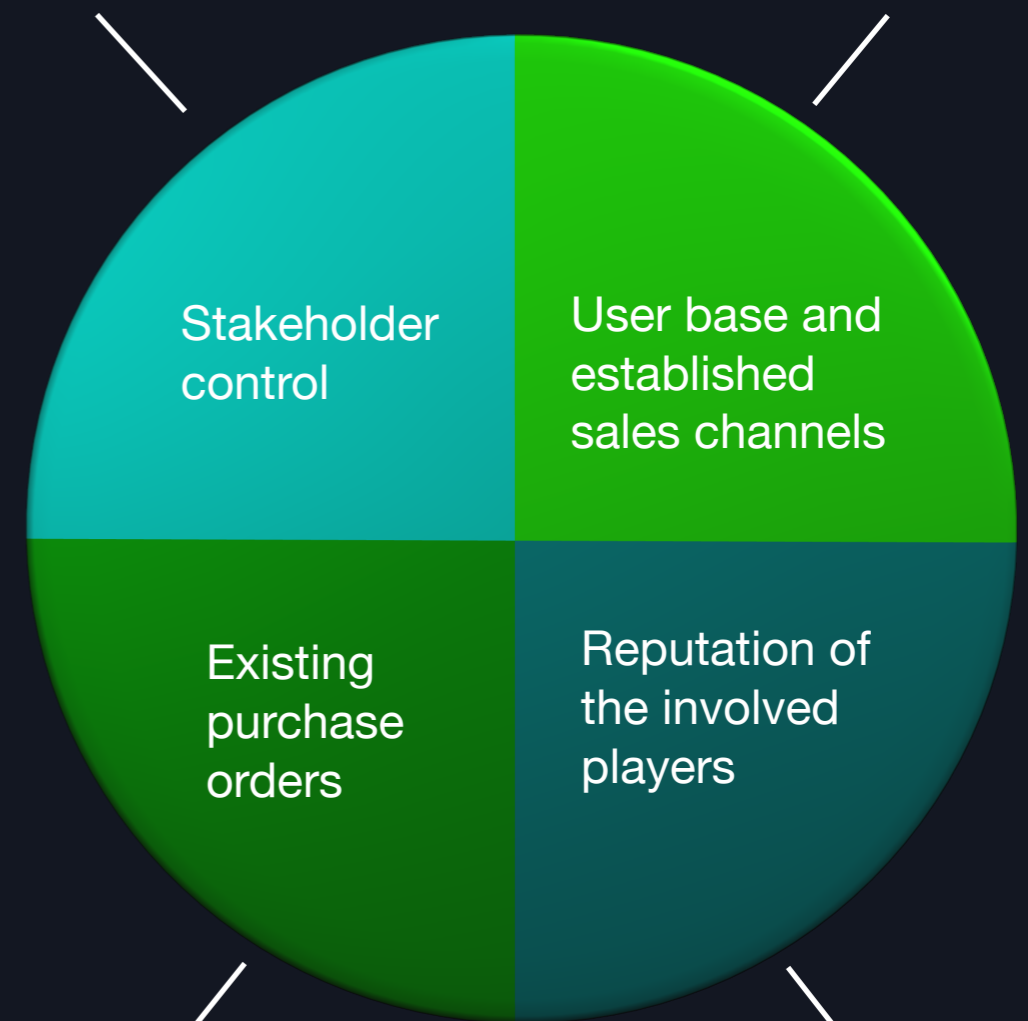 Stakeholder
control
User base and
established
sales channels
Existing
purchase
orders
Reputation of
the involved
players